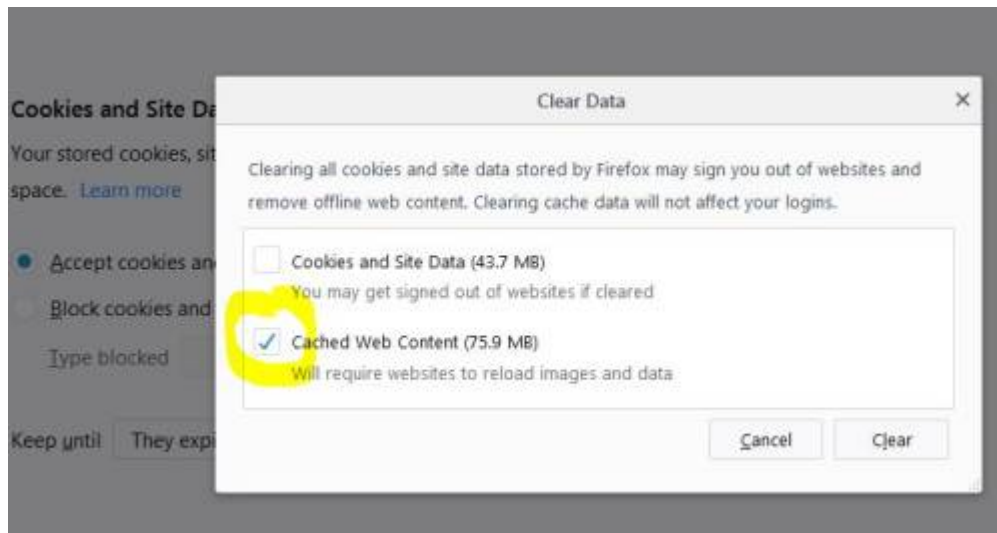 Clear Data
Cookies and Site Da
Your stored cookies, sit
space. Learn more
Accept cookies an
Block cookies and
Type blocked
Keep until They expi
Clearing all cookies and site data stored by Firefox may sign you out of websites and
remove offline web content. Clearing cache data will not affect your logins.
Cookies and Site Data (43.7 MB)
You may get signed out of websites if cleared
Cached Web Content (75.9 MB)
Will require websites to reload images and data
Cancel Clear